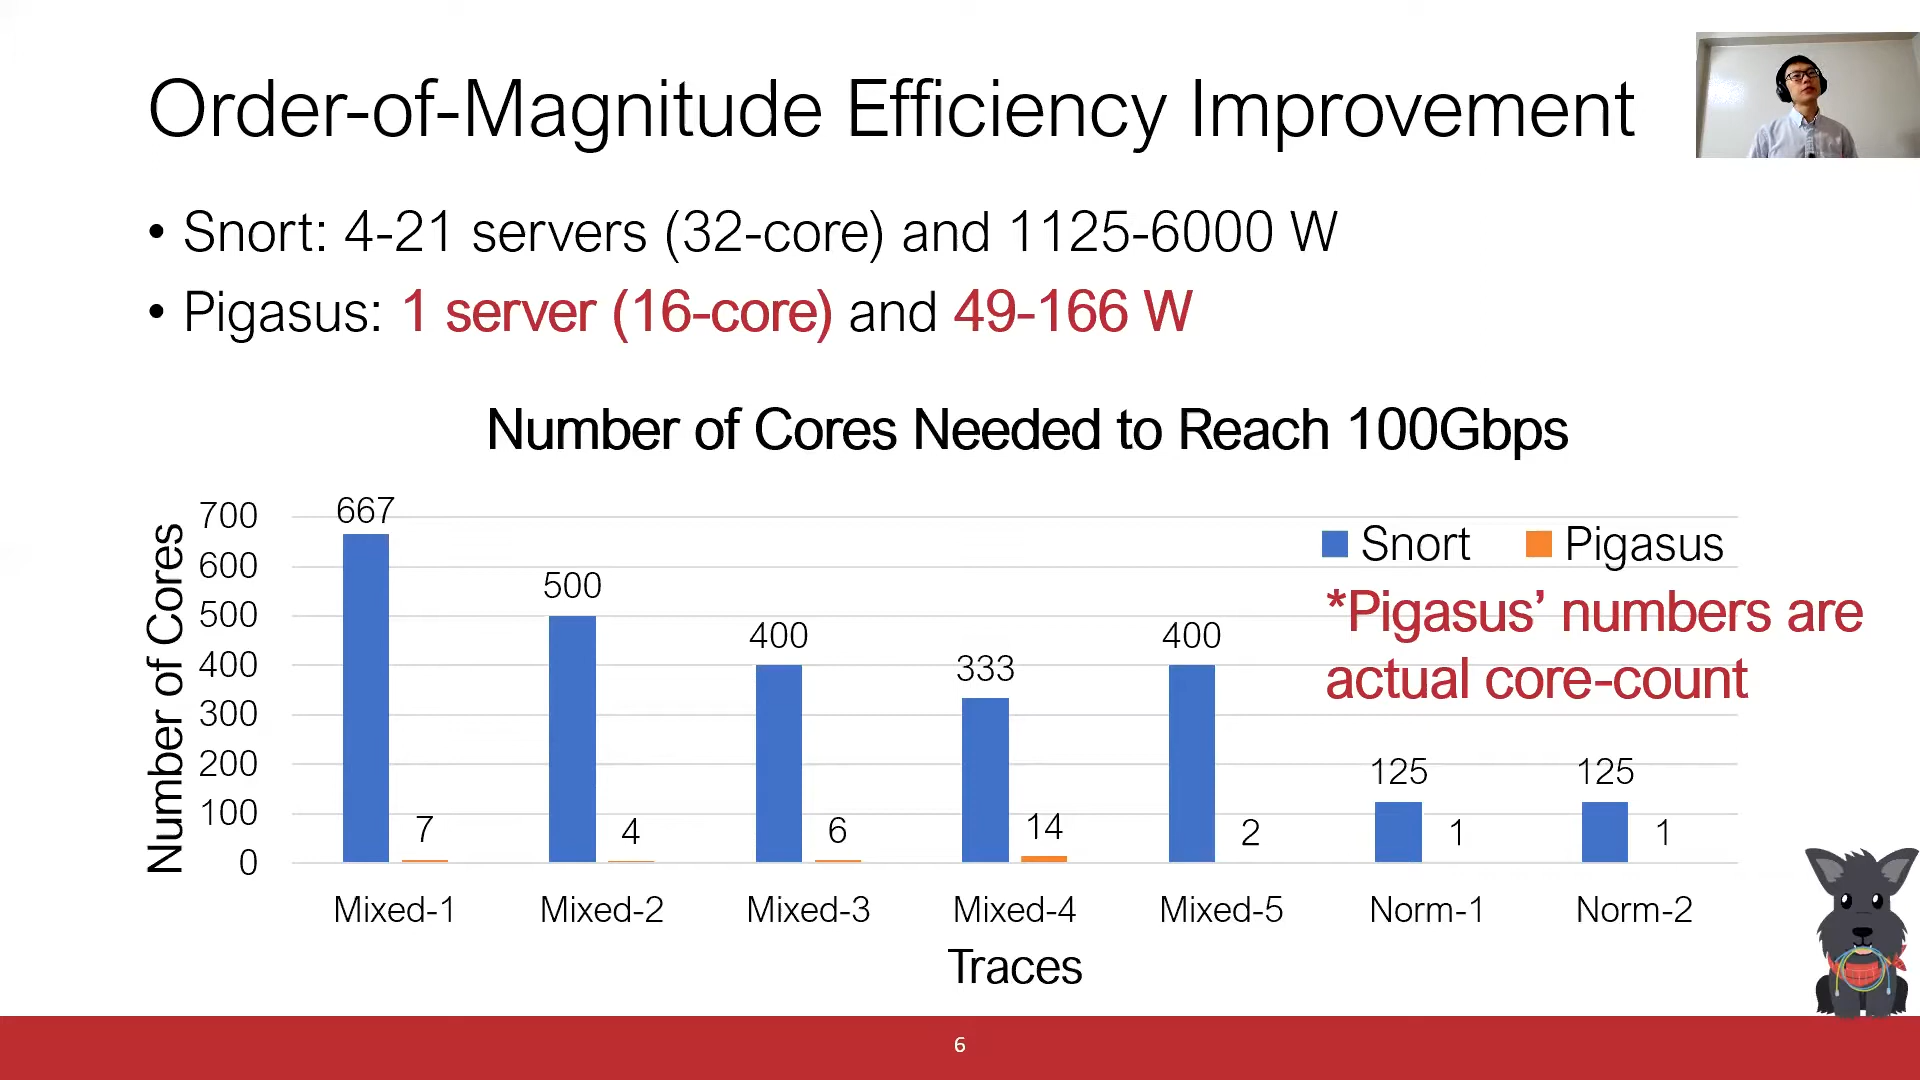 Order-of-Magnitude Efficiency Improvement
• Snort: 4-21 servers (32-core) and 1125-6000 W
• Pigasus: 1 server (16-core) and 49-166 W
Number of Cores Needed to Reach 100Gbps
Number of Cores
700
600
500
400
300
200
100
0
667
7
500
4
400
6
333
14
400
2
125
1
125
1
Snort
Pigasus
*Pigasus’ numbers are
actual core-count
Mixed-1
Mixed-2
Mixed-3
Mixed-4
Mixed-5
Norm-1
Norm-2
Traces
6